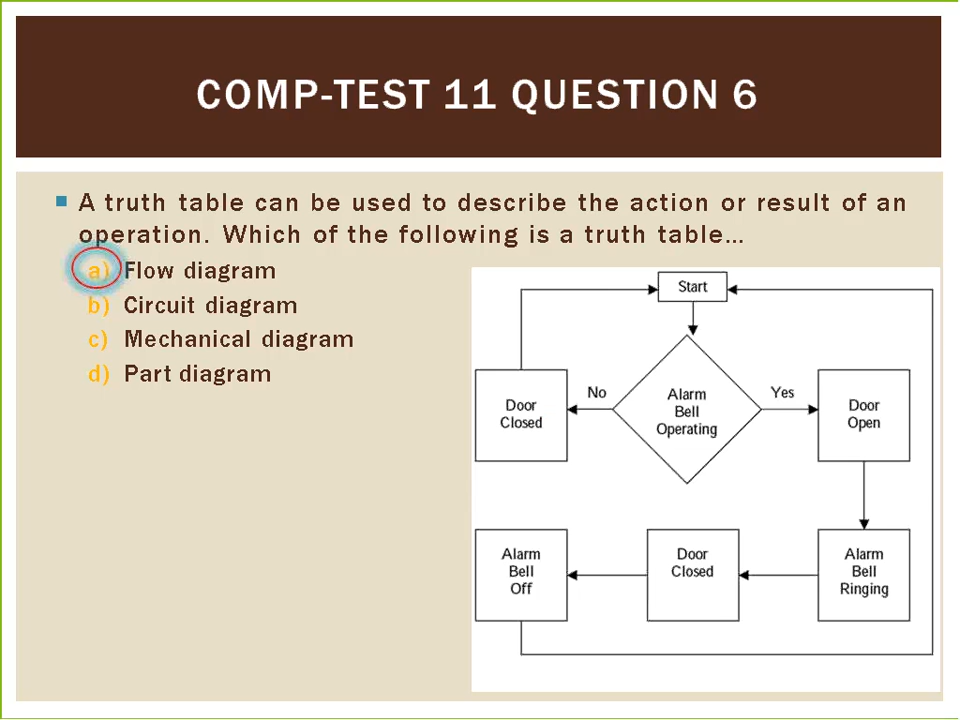 COMP-TEST 11 QUESTION 6
A truth table can be used to describe the action or result of an
operation. Which of the following is a truth table…
a) Flow diagram
b) Circuit diagram
c) Mechanical diagram
d) Part diagram
Start
No
Yes
Door
Closed
Alarm
Bell
Operating
Door
Open
Alarm
Bell
Off
Door
Closed
Alarm
Bell
Ringing